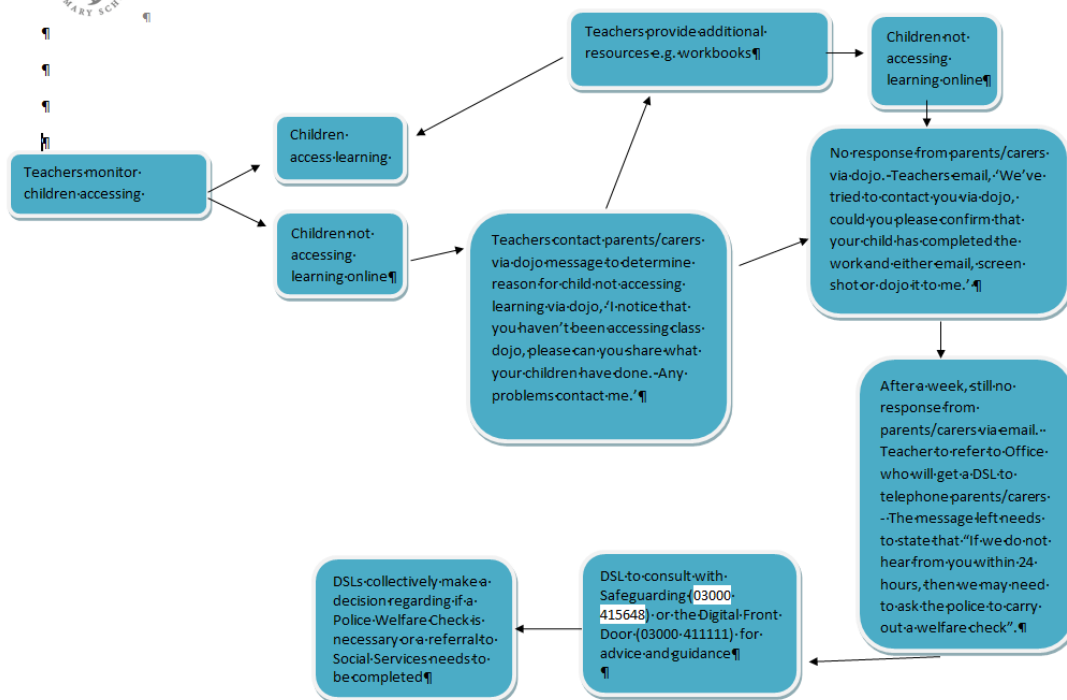 MARY SCH
¶
¶
¶
¶
¶
Teachers·provide·additional·
resources·e.g.·workbooks¶
Children·not·
accessing·
learning·online¶
Children·
access·learning·
Teachers·monitor·
children·accessing·
Children·not·
accessing·
learning·online¶
Teachers·contact·parents/carers·
via·dojo·message·to·determine·
reason·for·child·not·accessing·
learning·via·dojo,·‘I·notice·that·
you·haven’t·been·accessing·class·
dojo,·please·can·you·share·what·
your·children·have·done.·-Any·
problems·contact·me.’¶
No·response·from·parents/carers·
via·dojo.·-Teachers·email,·‘We’ve·
tried·to·contact·you·via·dojo,·
could·you·please·confirm·that·
your·child·has·completed·the·
work·and·either·email,·screen·
shot·or·dojo·it·to·me.’·¶
After·a·week,·still·no·
response·from·
parents/carers·via·email.··
Teacher·to·refer·to·Office·
who·will·get·a·DSL·to·
telephone·parents/carers·
-·The·message·left·needs·
to·state·that·“If·we·do·not·
hear·from·you·within·24·
hours,·then·we·may·need·
to·ask·the·police·to·carry·
out·a·welfare·check”.¶
DSL·to·consult·with·
Safeguarding·(03000·
415648)·or·the·Digital·Front·
Door·(03000·411111)·for·
advice·and·guidance¶
¶
DSLs·collectively·make·a·
decision·regarding·if·a·
Police·Welfare·Check·is·
necessary·or·a·referral·to·
Social·Services·needs·to·
be·completed¶